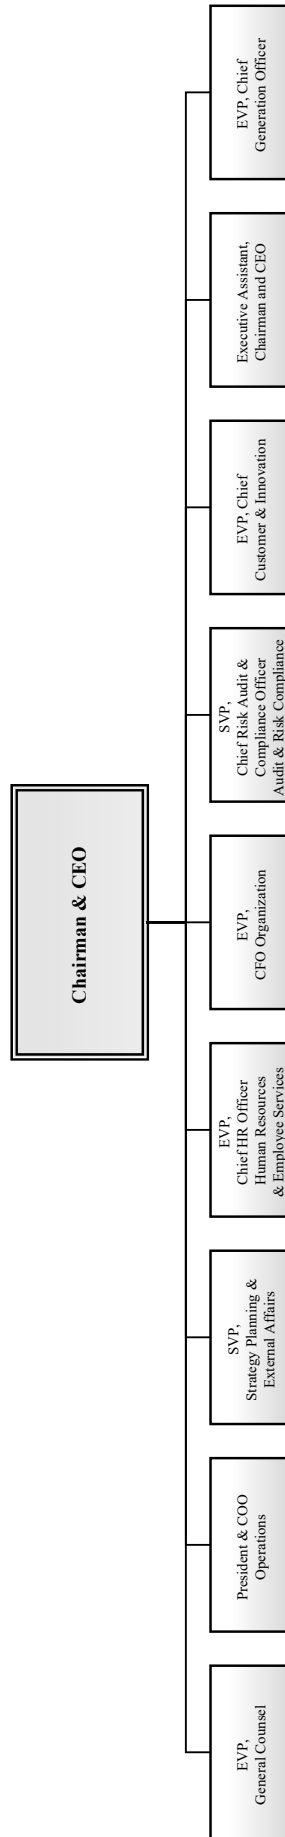 Chairman & CEO
EVP,
General Counsel
President & COO
Operations
SVP,
Strategy Planning &
External Affairs
EVP,
Chief HR Officer
Human Resources
& Employee Services
EVP,
CFO Organization
SVP,
Chief Risk Audit &
Compliance Officer
Audit & Risk Compliance
EVP, Chief
Customer & Innovation
Executive Assistant,
Chairman and CEO
EVP, Chief
Generation Officer